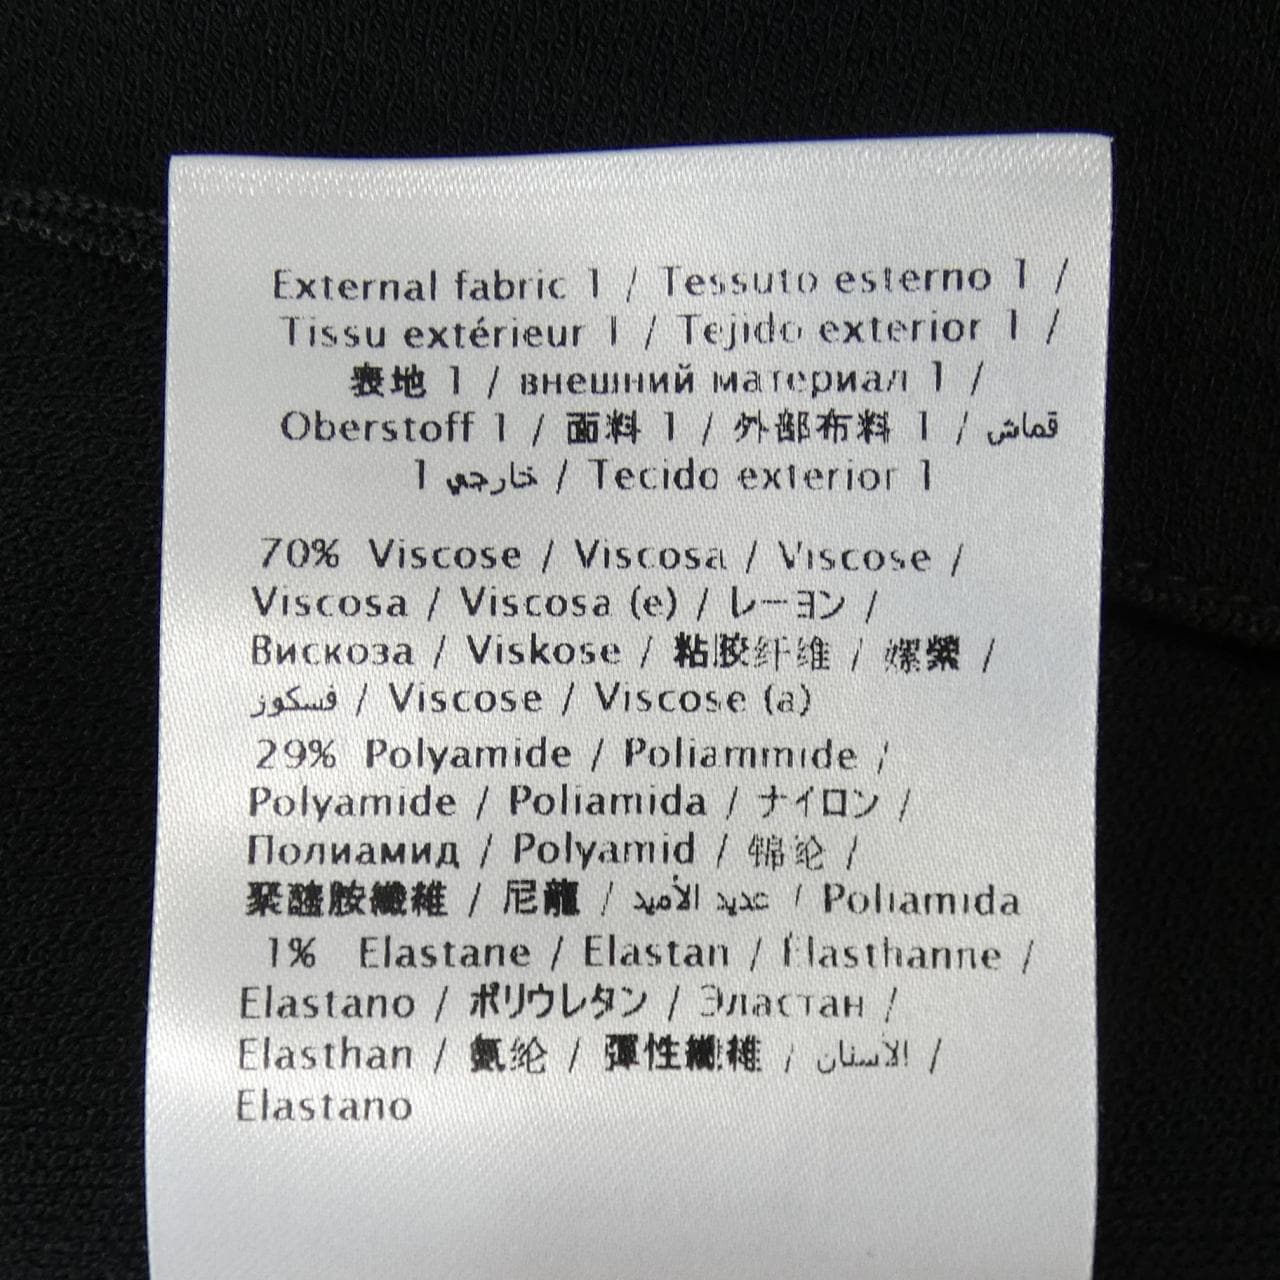 External fabric 1 / Tessuto esterno 1 /
Tissu extérieur 1 / Tejido exterior 1 /
表地 1 / внешний материал 1 /
Oberstoff 1 / 面料 1 / 外部布料 1 / قماش
خارجي 1 / Tecido exterior 1
70% Viscose / Viscosa / Viscose /
Viscosa / Viscosa (e) / レーヨン /
Вискоза / Viskose / 粘胶纤维 / 嫘縈 /
فسكوز / Viscose / Viscose (a)
29% Polyamide / Poliammide /
Polyamide / Poliamida / ナイロン /
Полиамид / Polyamid / 锦纶 /
聚醯胺纖維 / 尼龍 / عديد الأميد / Poliamida
1% Elastane / Elastan / Élasthanne /
Elastano / ポリウレタン / Эластан /
Elasthan / 氨纶 / 彈性纖維 / الاستان /
Elastano